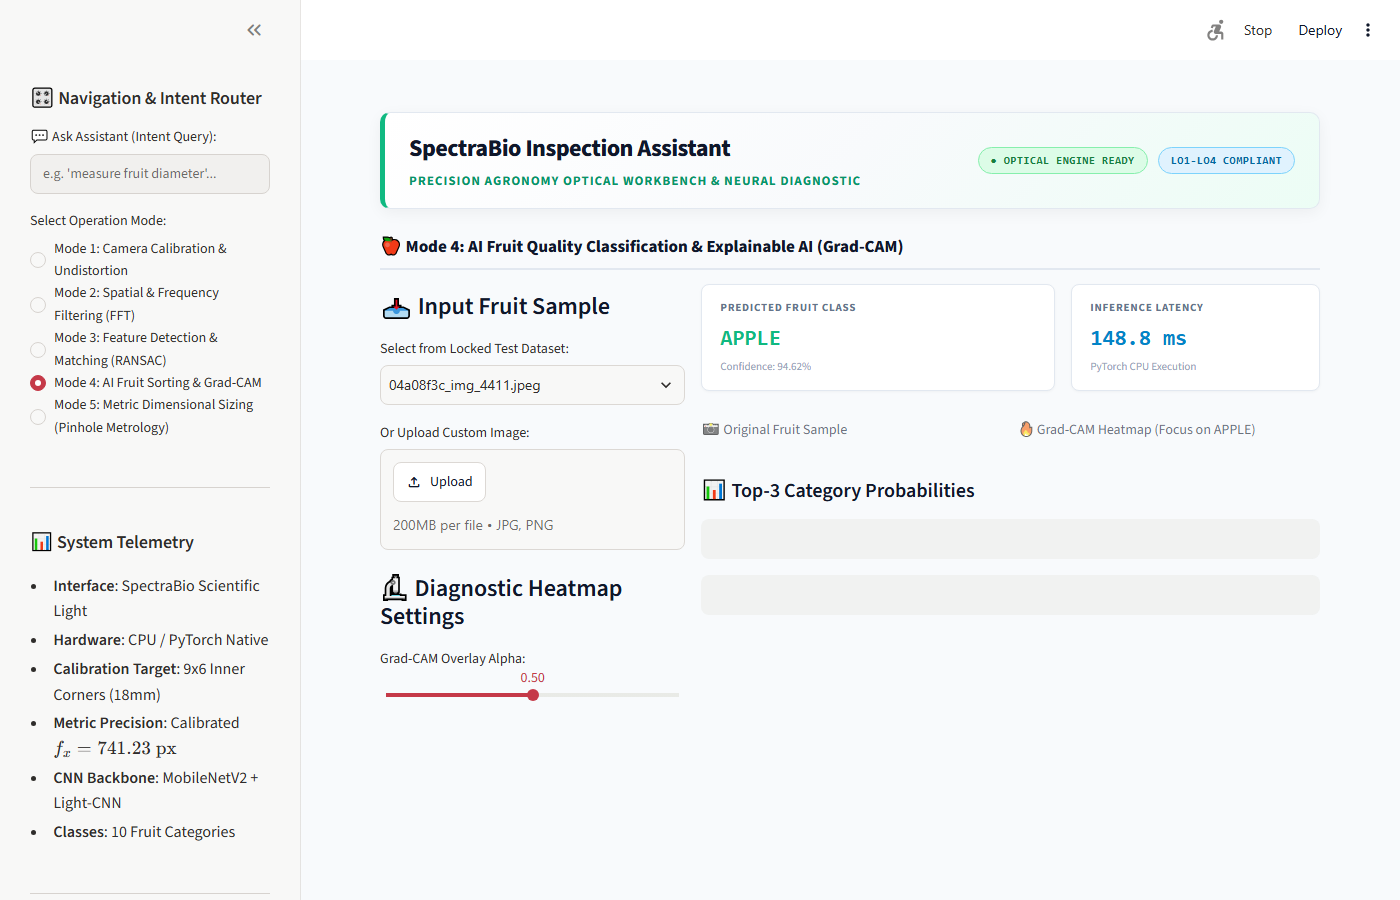 Navigation & Intent Router
Ask Assistant (Intent Query):
e.g. 'measure fruit diameter'...
Select Operation Mode:
Mode 1: Camera Calibration &
Undistortion
Mode 2: Spatial & Frequency
Filtering (FFT)
Mode 3: Feature Detection &
Matching (RANSAC)
Mode 4: AI Fruit Sorting & Grad-CAM
Mode 5: Metric Dimensional Sizing
(Pinhole Metrology)
System Telemetry
Interface: SpectraBio Scientific
Light
Hardware: CPU / PyTorch Native
Calibration Target: 9x6 Inner
Corners (18mm)
Metric Precision: Calibrated
fx = 741.23 px
CNN Backbone: MobileNetV2 +
Light-CNN
Classes: 10 Fruit Categories
Stop
Deploy
SpectraBio Inspection Assistant
PRECISION AGRONOMY OPTICAL WORKBENCH & NEURAL DIAGNOSTIC
● OPTICAL ENGINE READY
LO1-LO4 COMPLIANT
Mode 4: AI Fruit Quality Classification & Explainable AI (Grad-CAM)
Input Fruit Sample
Select from Locked Test Dataset:
04a08f3c_img_4411.jpeg
Or Upload Custom Image:
Upload
200MB per file • JPG, PNG
Diagnostic Heatmap
Settings
Grad-CAM Overlay Alpha:
0.50
PREDICTED FRUIT CLASS
APPLE
Confidence: 94.62%
INFERENCE LATENCY
148.8 ms
PyTorch CPU Execution
Original Fruit Sample
Grad-CAM Heatmap (Focus on APPLE)
Top-3 Category Probabilities